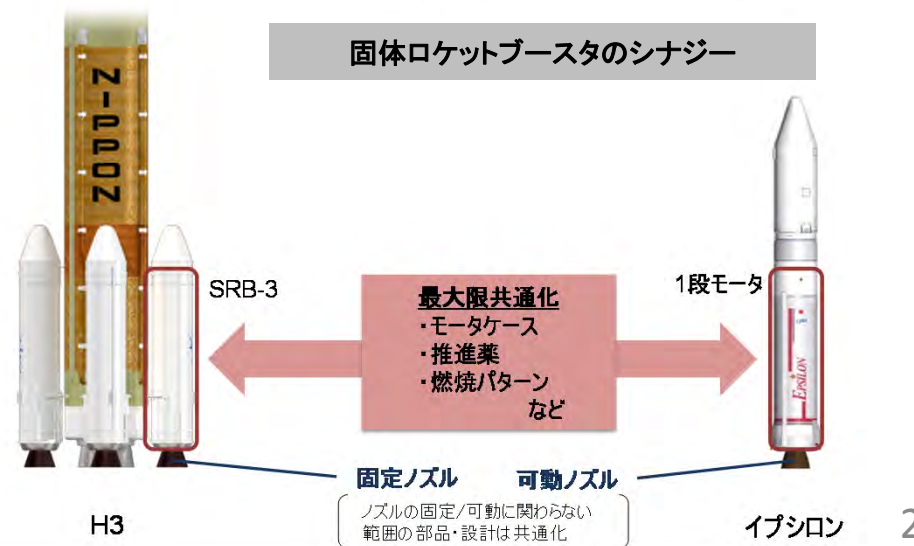 固体ロケットブースタのシナジー
NIPPON
SRB-3
最大限共通化
・モータケース
・推進薬
・燃焼パターン
など
1段モータ
EPSILON
固定ノズル
可動ノズル
ノズルの固定/可動に関わらない
範囲の部品・設計は共通化
H3
イプシロン
2